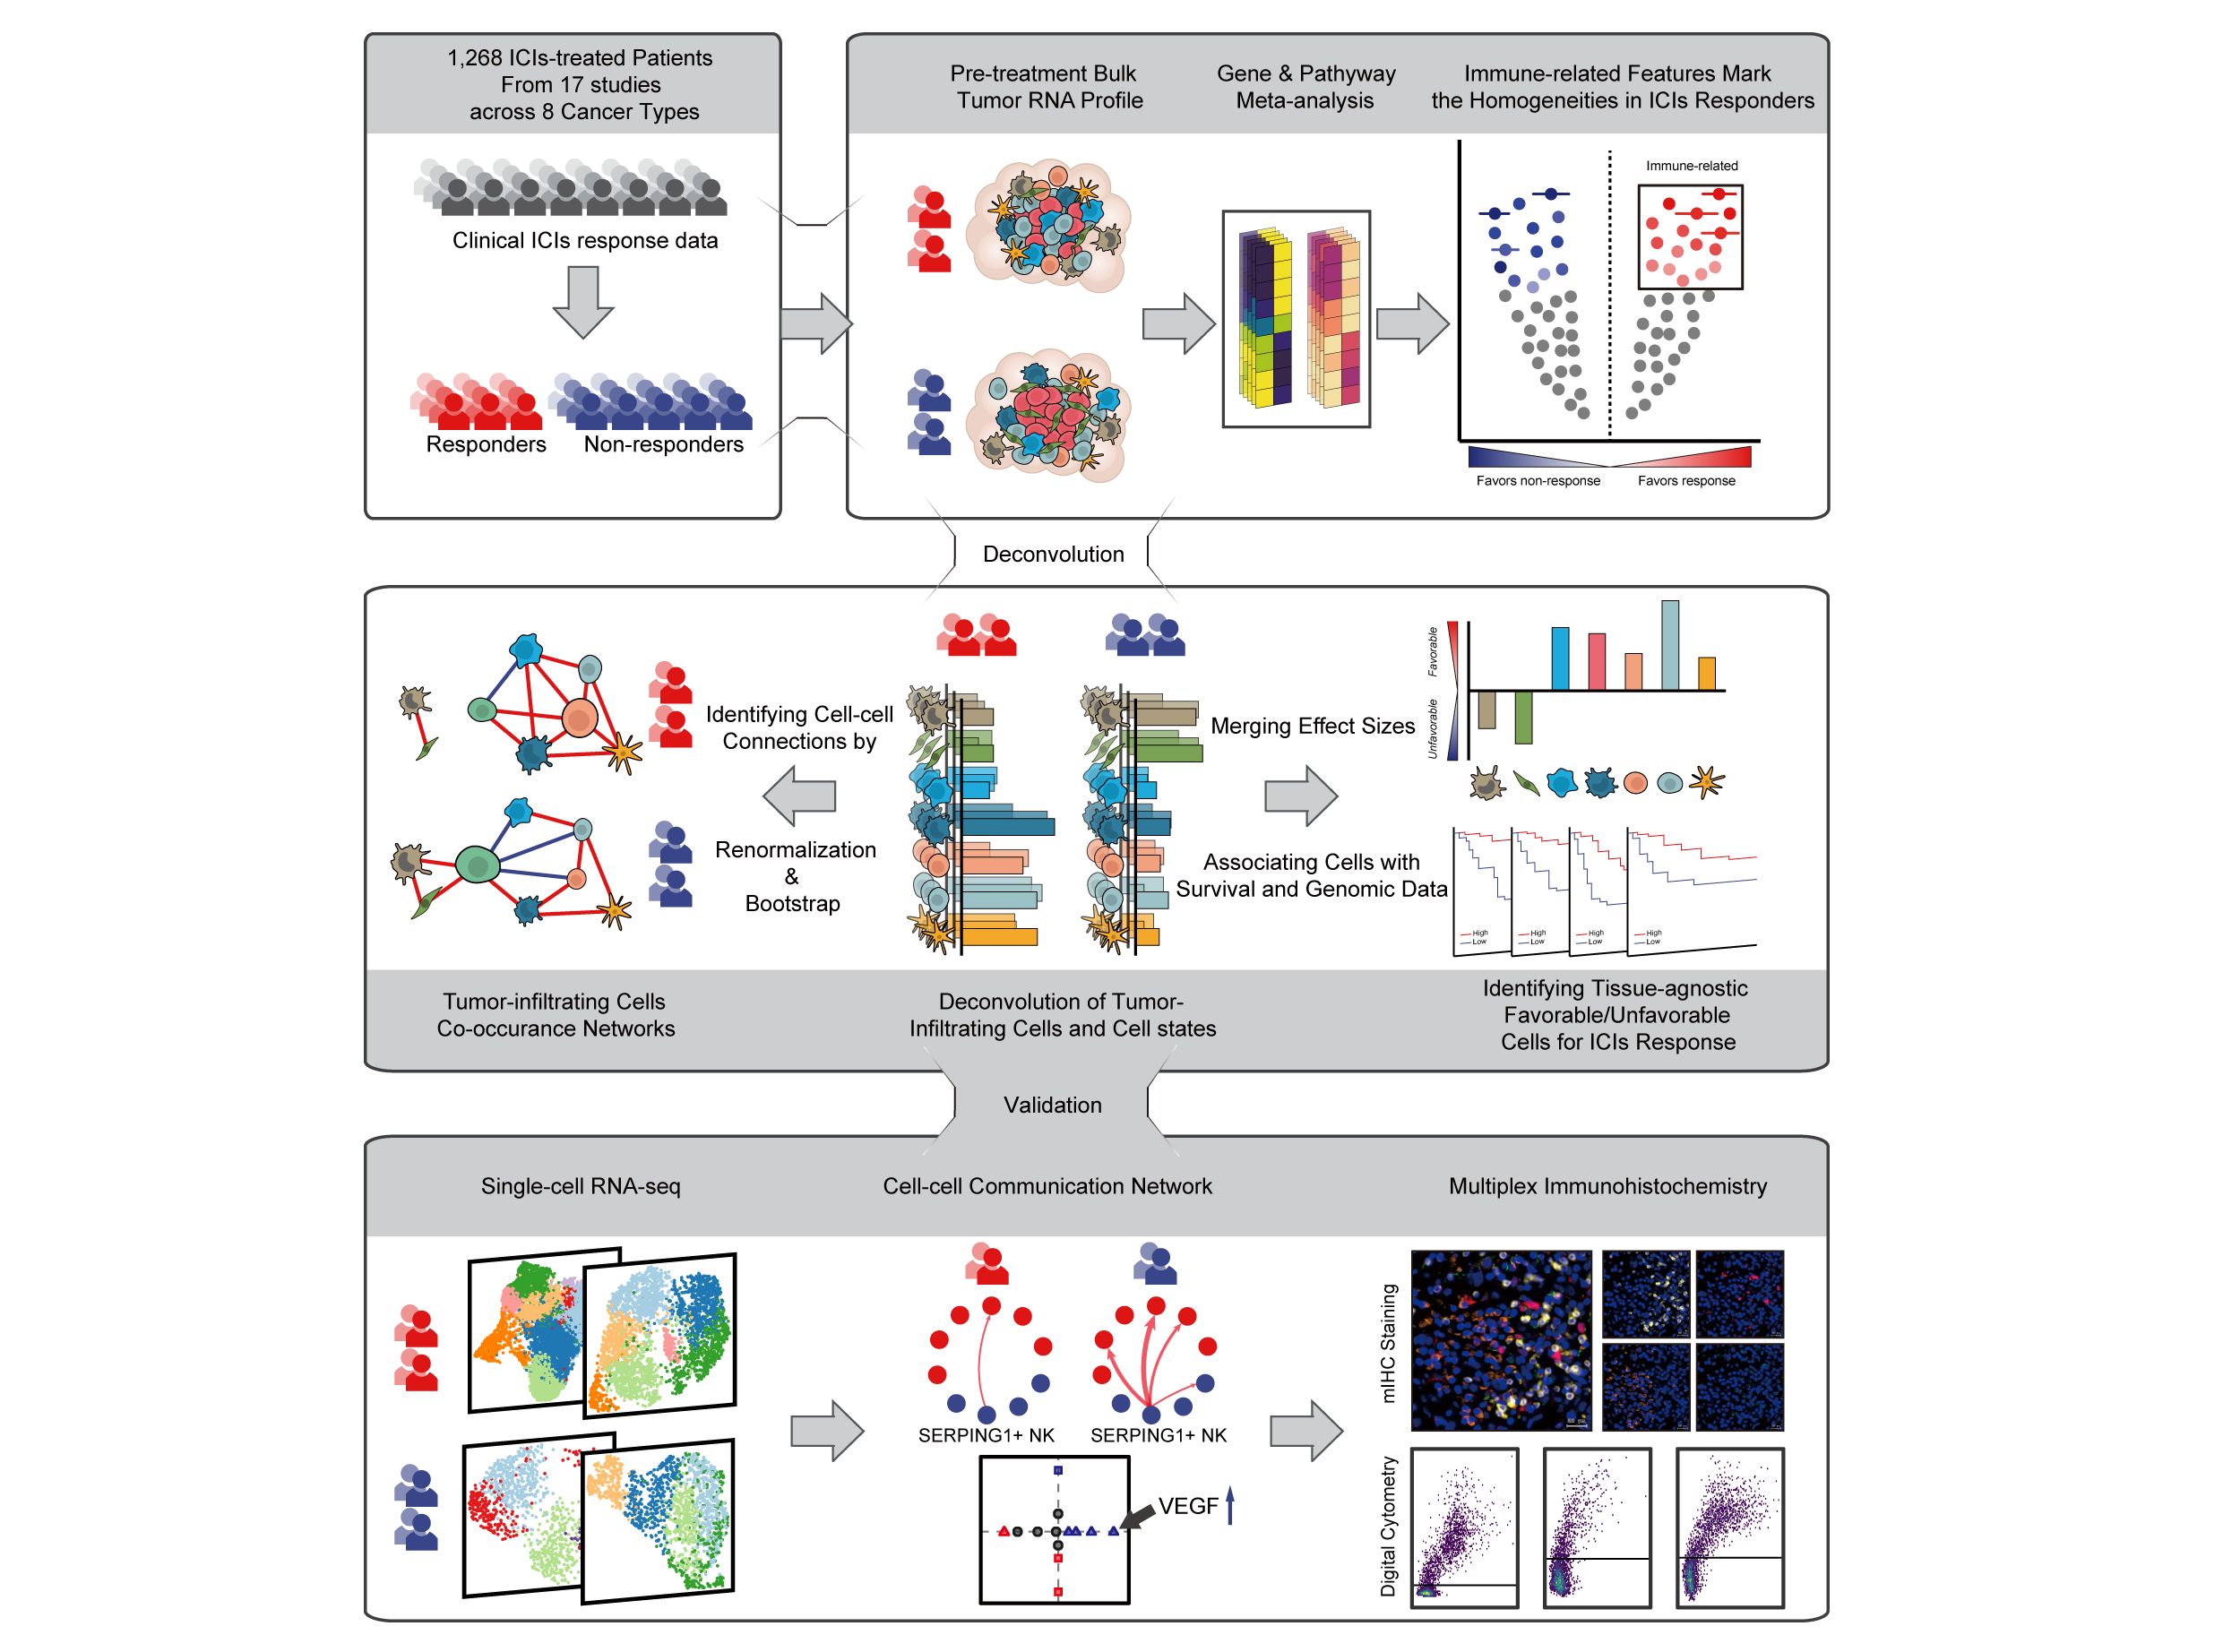 1,268 ICIs-treated Patients
From 17 studies
across 8 Cancer Types
Clinical ICIs response data
Responders
Non-responders
Pre-treatment Bulk
Tumor RNA Profile
Gene & Pathyway
Meta-analysis
Immune-related Features Mark
the Homogeneities in ICIs Responders
Immune-related
Favors non-response
Favors response
Deconvolution
Identifying Cell-cell
Connections by
Renormalization
&
Bootstrap
Merging Effect Sizes
Associating Cells with
Survival and Genomic Data
Favorable
Unfavorable
High
Low
High
Low
High
Low
High
Low
Tumor-infiltrating Cells
Co-occurance Networks
Deconvolution of Tumor-
Infiltrating Cells and Cell states
Identifying Tissue-agnostic
Favorable/Unfavorable
Cells for ICIs Response
Validation
Single-cell RNA-seq
Cell-cell Communication Network
Multiplex Immunohistochemistry
SERPING1+ NK
SERPING1+ NK
VEGF
mIHC Staining
Digital Cytometry